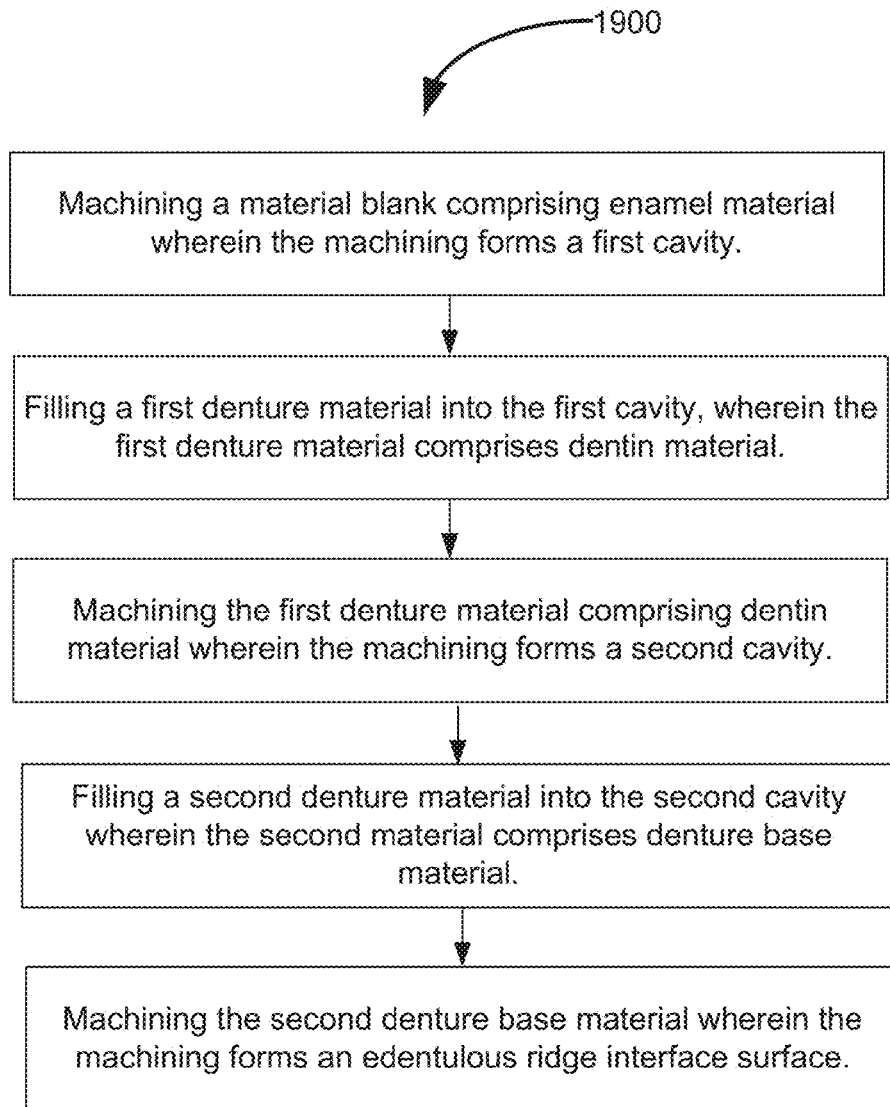 1900
Machining a material blank comprising enamel material
wherein the machining forms a first cavity.
Filling a first denture material into the first cavity, wherein the
first denture material comprises dentin material.
Machining the first denture material comprising dentin
material wherein the machining forms a second cavity.
Filling a second denture material into the second cavity
wherein the second material comprises denture base
material.
Machining the second denture base material wherein the
machining forms an edentulous ridge interface surface.